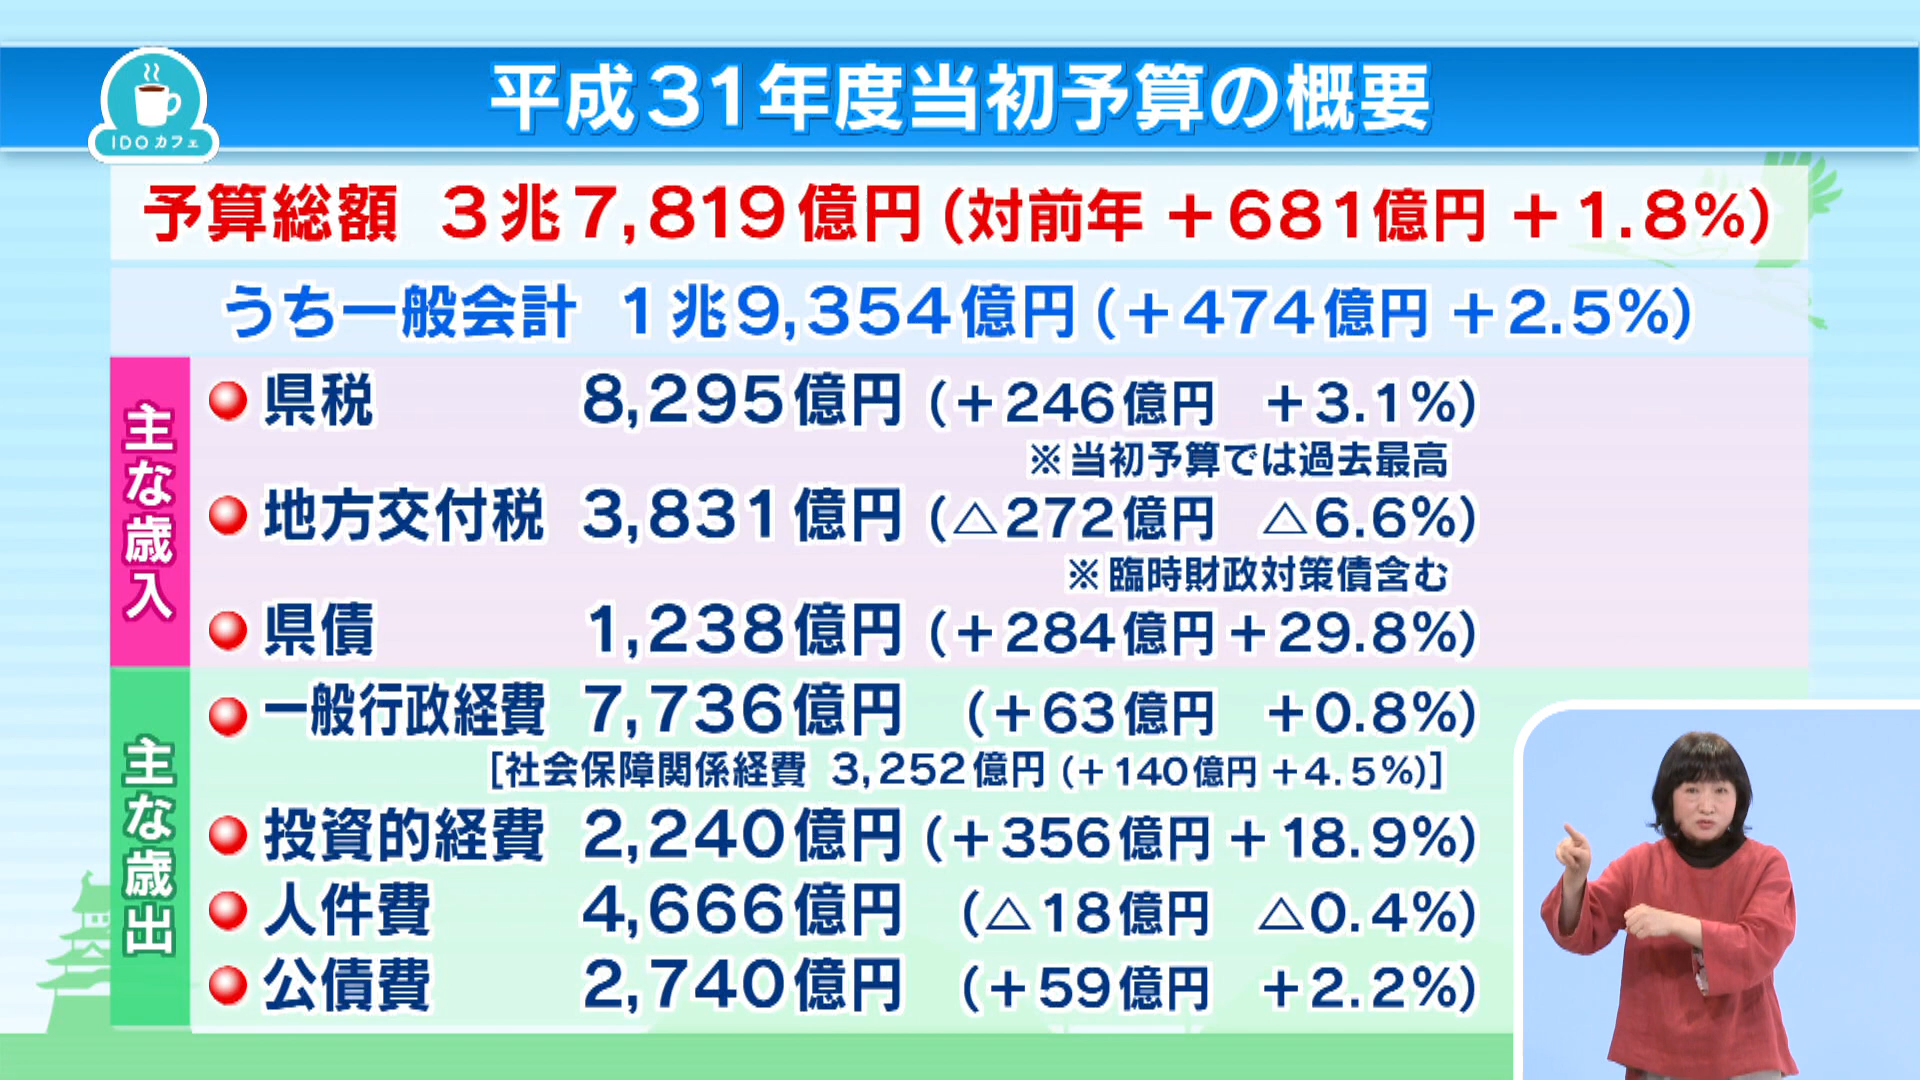 平成31年度当初予算の概要
IDOカフェ
予算総額 3兆7,819億円(対前年 +681億円 +1.8%)
うち一般会計 1兆9,354億円(+474億円 +2.5%)
主な歳入
●県税 8,295億円(+246億円 +3.1%)
※当初予算では過去最高
●地方交付税 3,831億円(△272億円 △6.6%)
※臨時財政対策債含む
●県債 1,238億円(+284億円+29.8%)
主な歳出
●一般行政経費 7,736億円 (+63億円 +0.8%)
[社会保障関係経費 3,252億円(+140億円+4.5%)]
●投資的経費 2,240億円(+356億円+18.9%)
●人件費 4,666億円 (△18億円 △0.4%)
●公債費 2,740億円 (+59億円 +2.2%)